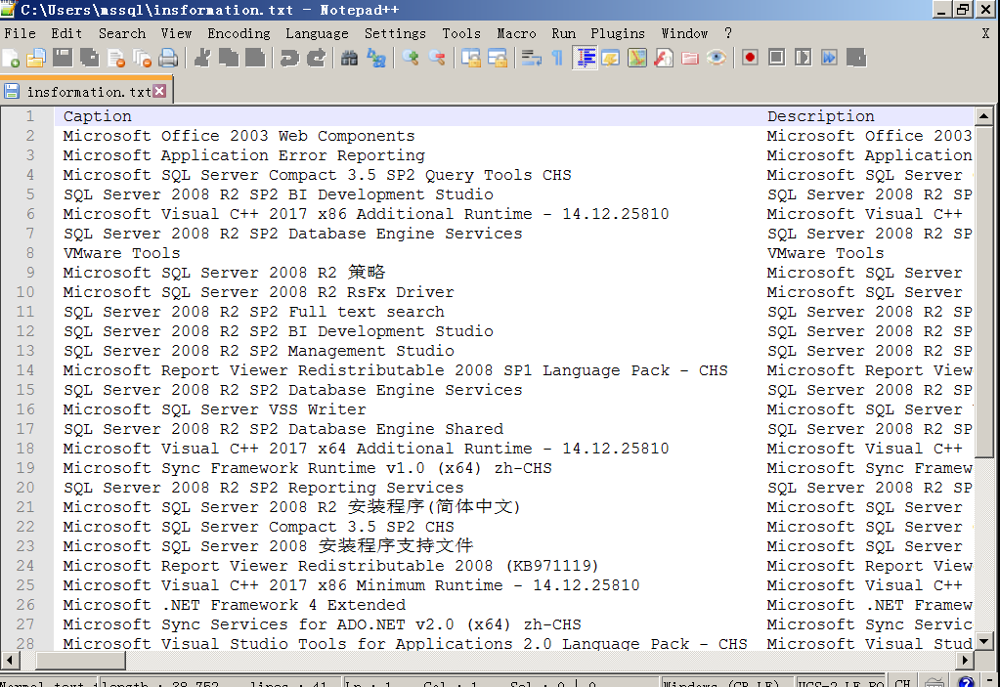 C:\Users\mssql\insformation.txt - Notepad++
File Edit Search View Encoding Language Settings Tools Macro Run Plugins Window ? X
insformation.txt
1 Caption Description
2 Microsoft Office 2003 Web Components Microsoft Office 2003
3 Microsoft Application Error Reporting Microsoft Application
4 Microsoft SQL Server Compact 3.5 SP2 Query Tools CHS Microsoft SQL Server
5 SQL Server 2008 R2 SP2 BI Development Studio SQL Server 2008 R2 SP
6 Microsoft Visual C++ 2017 x86 Additional Runtime - 14.12.25810 Microsoft Visual C++
7 SQL Server 2008 R2 SP2 Database Engine Services SQL Server 2008 R2 SP
8 VMware Tools VMware Tools
9 Microsoft SQL Server 2008 R2 策略 Microsoft SQL Server
10 Microsoft SQL Server 2008 R2 RsFx Driver Microsoft SQL Server
11 SQL Server 2008 R2 SP2 Full text search SQL Server 2008 R2 SP
12 SQL Server 2008 R2 SP2 BI Development Studio SQL Server 2008 R2 SP
13 SQL Server 2008 R2 SP2 Management Studio SQL Server 2008 R2 SP
14 Microsoft Report Viewer Redistributable 2008 SP1 Language Pack - CHS Microsoft Report View
15 SQL Server 2008 R2 SP2 Database Engine Services SQL Server 2008 R2 SP
16 Microsoft SQL Server VSS Writer Microsoft SQL Server
17 SQL Server 2008 R2 SP2 Database Engine Shared SQL Server 2008 R2 SP
18 Microsoft Visual C++ 2017 x64 Additional Runtime - 14.12.25810 Microsoft Visual C++
19 Microsoft Sync Framework Runtime v1.0 (x64) zh-CHS Microsoft Sync Framew
20 SQL Server 2008 R2 SP2 Reporting Services SQL Server 2008 R2 SP
21 Microsoft SQL Server 2008 R2 安装程序(简体中文) Microsoft SQL Server
22 Microsoft SQL Server Compact 3.5 SP2 CHS Microsoft SQL Server
23 Microsoft SQL Server 2008 安装程序支持文件 Microsoft SQL Server
24 Microsoft Report Viewer Redistributable 2008 (KB971119) Microsoft Report View
25 Microsoft Visual C++ 2017 x86 Minimum Runtime - 14.12.25810 Microsoft Visual C++
26 Microsoft .NET Framework 4 Extended Microsoft .NET Framew
27 Microsoft Sync Services for ADO.NET v2.0 (x64) zh-CHS Microsoft Sync Servic
28 Microsoft Visual Studio Tools for Applications 2.0 Language Pack - CHS Microsoft Visual Stud
Normal text length : 38,752 lines : 41 Ln : 1 Col : 1 Sel : 0 | 0 Windows (CR LF) UCS-2 LE BO CH